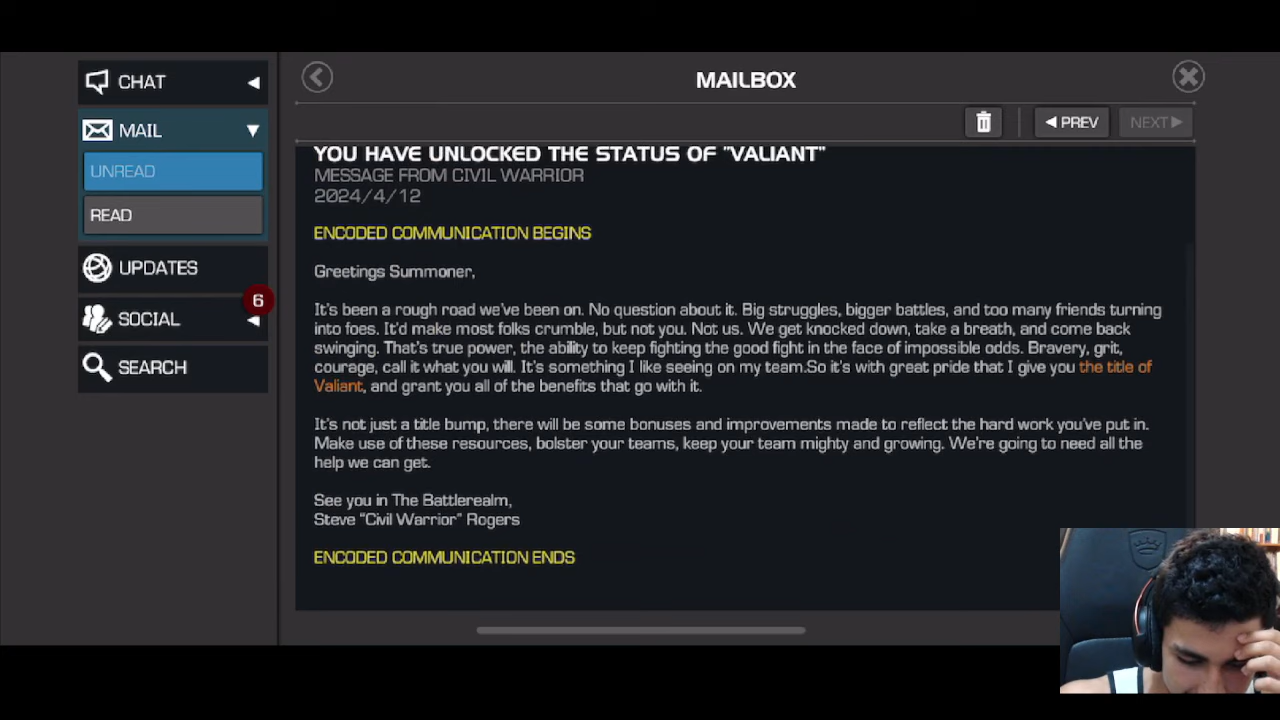 CHAT
MAILBOX
MAIL
PREV
NEXT
UNREAD
READ
UPDATES
6
SOCIAL
SEARCH
YOU HAVE UNLOCKED THE STATUS OF "VALIANT"
MESSAGE FROM CIVIL WARRIOR
2024/4/12
ENCODED COMMUNICATION BEGINS
Greetings Summoner,
It's been a rough road we've been on. No question about it. Big struggles, bigger battles, and too many friends turning
into foes. It'd make most folks crumble, but not you. Not us. We get knocked down, take a breath, and come back
swinging. That's true power, the ability to keep fighting the good fight in the face of impossible odds. Bravery, grit,
courage, call it what you will. It's something I like seeing on my team.So it's with great pride that I give you the title of
Valiant, and grant you all of the benefits that go with it.
It's not just a title bump, there will be some bonuses and improvements made to reflect the hard work you've put in.
Make use of these resources, bolster your teams, keep your team mighty and growing. We're going to need all the
help we can get.
See you in The Battlerealm,
Steve "Civil Warrior" Rogers
ENCODED COMMUNICATION ENDS